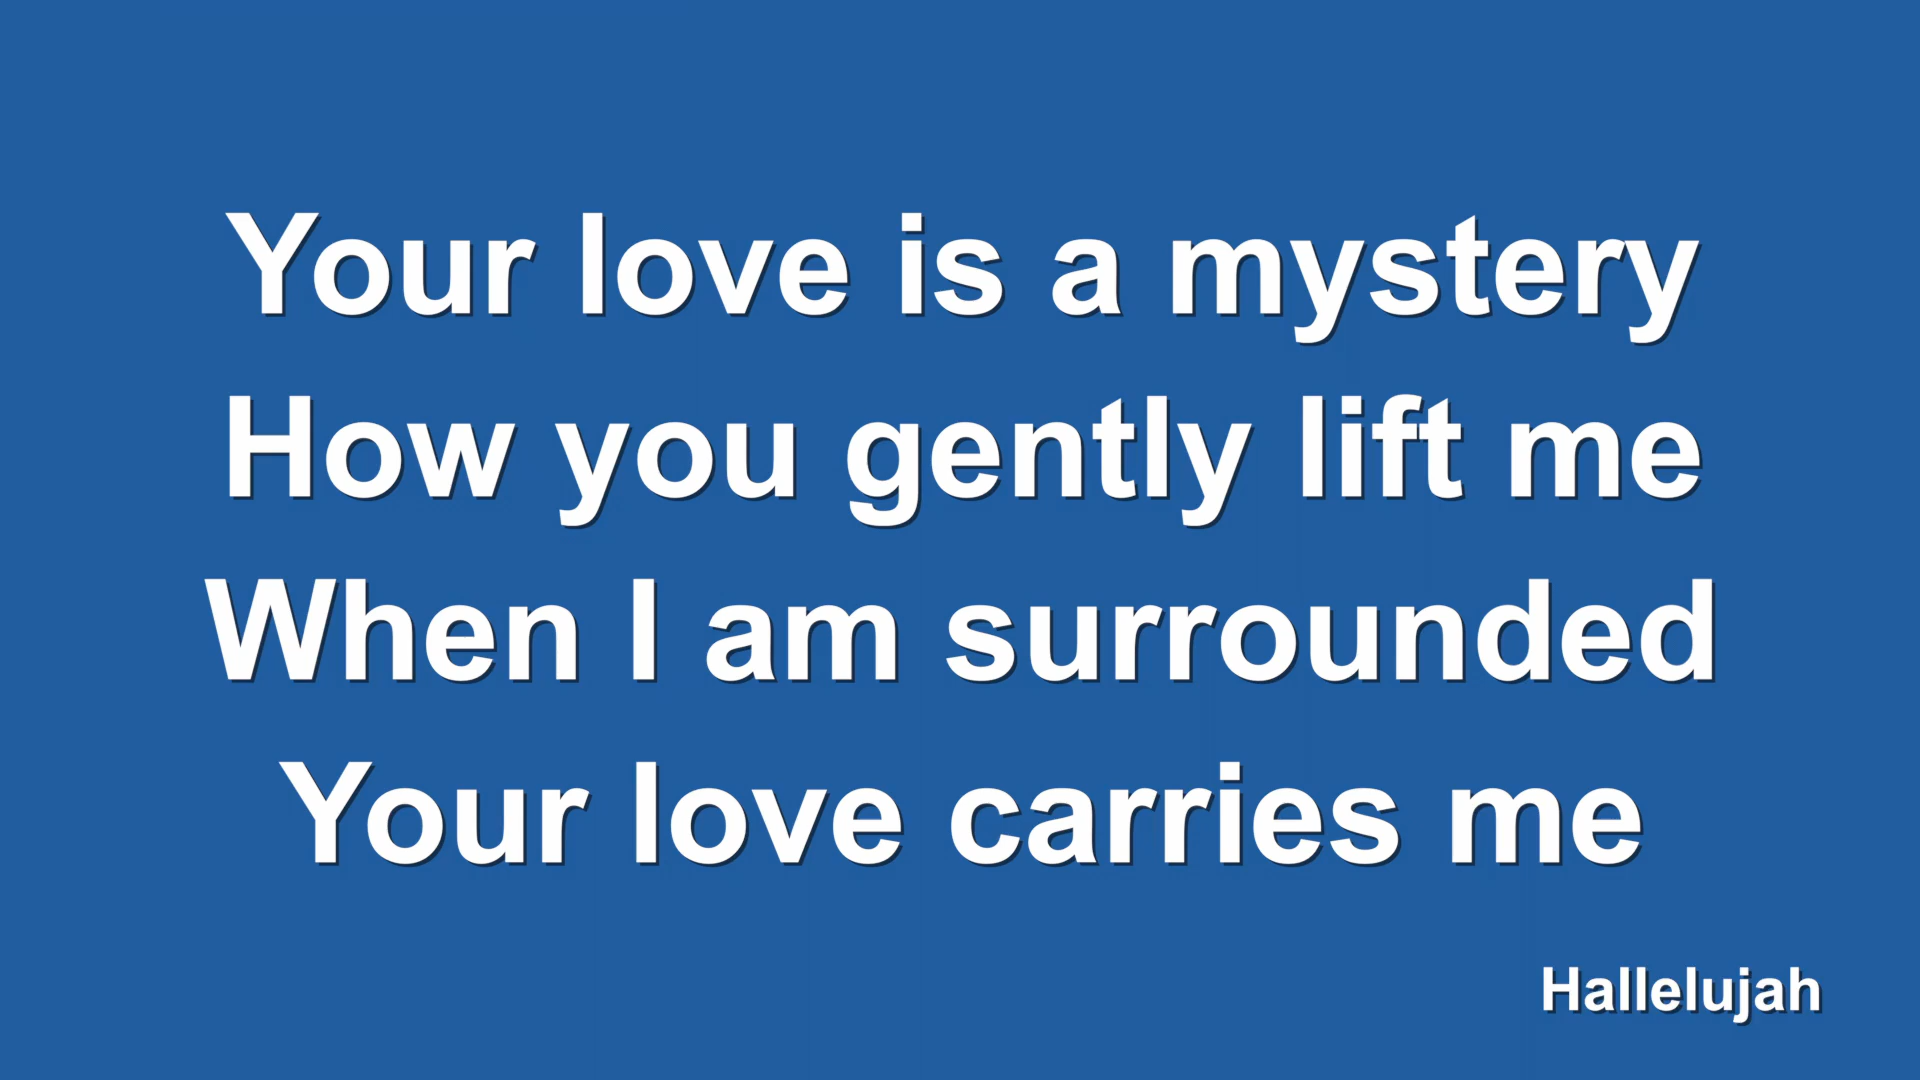 Your love is a mystery
How you gently lift me
When I am surrounded
Your love carries me
Hallelujah